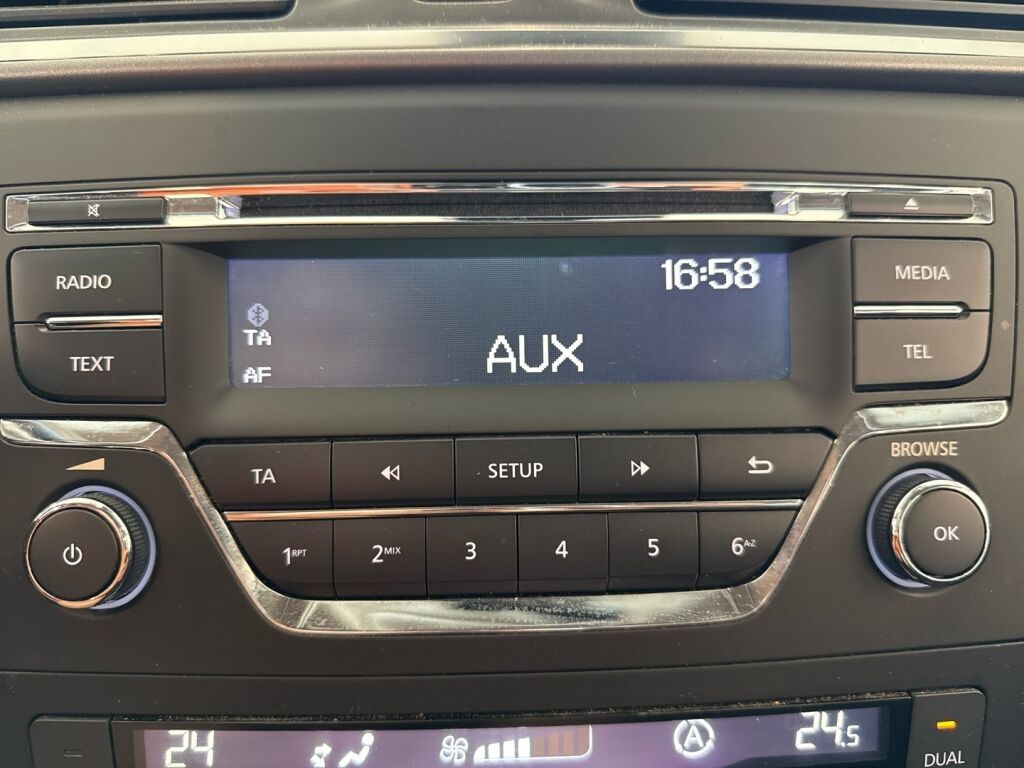 RADIO
TEXT
16:58
TA
AUX
AF
MEDIA
TEL
BROWSE
TA
SETUP
OK
1RPT
2MIX
3
4
5
6A-Z
24
A
24.5
DUAL